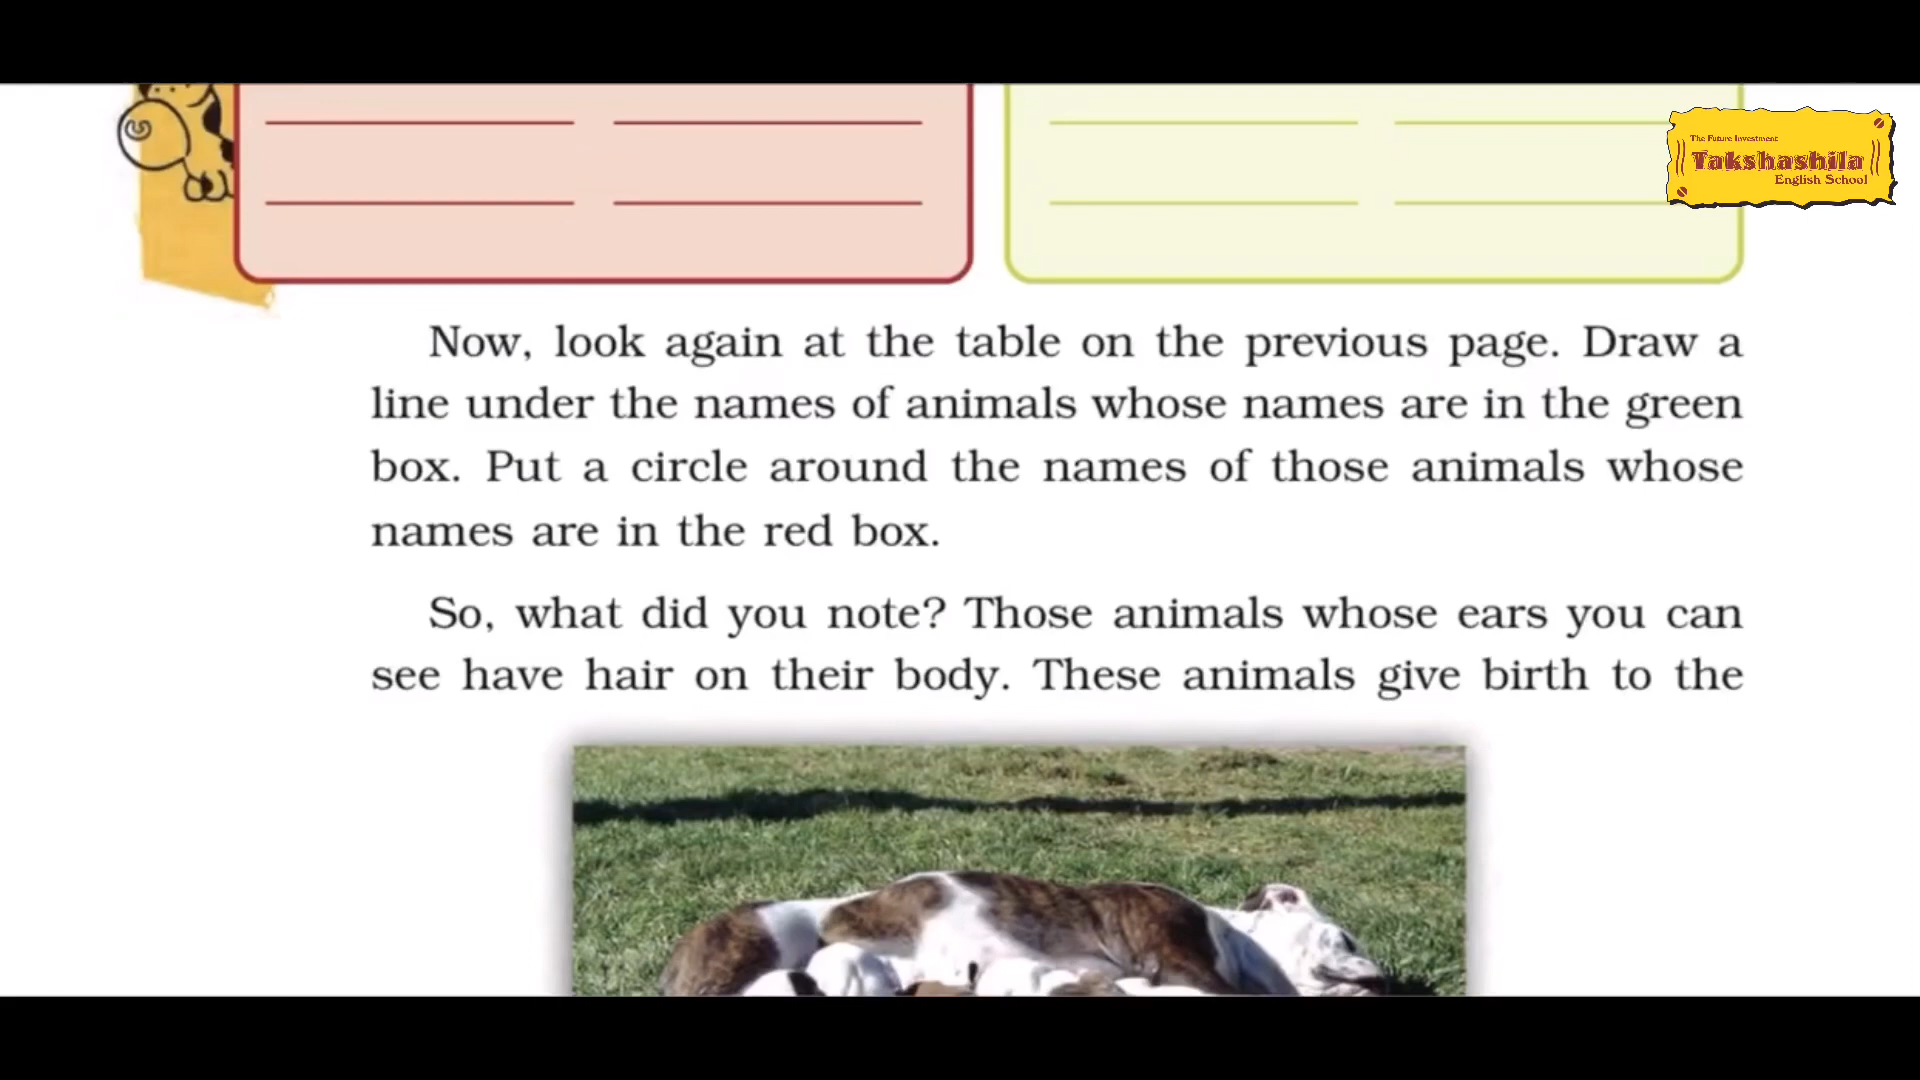 The Future Investment
Takshashila
English School
Now, look again at the table on the previous page. Draw a
line under the names of animals whose names are in the green
box. Put a circle around the names of those animals whose
names are in the red box.
So, what did you note? Those animals whose ears you can
see have hair on their body. These animals give birth to the